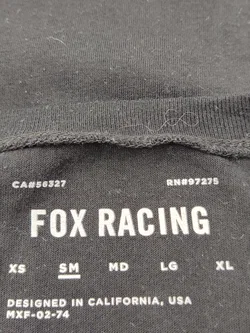 CA#56327 RN#97275
FOX RACING
XS SM MD LG XL
DESIGNED IN CALIFORNIA, USA
MXF-02-74